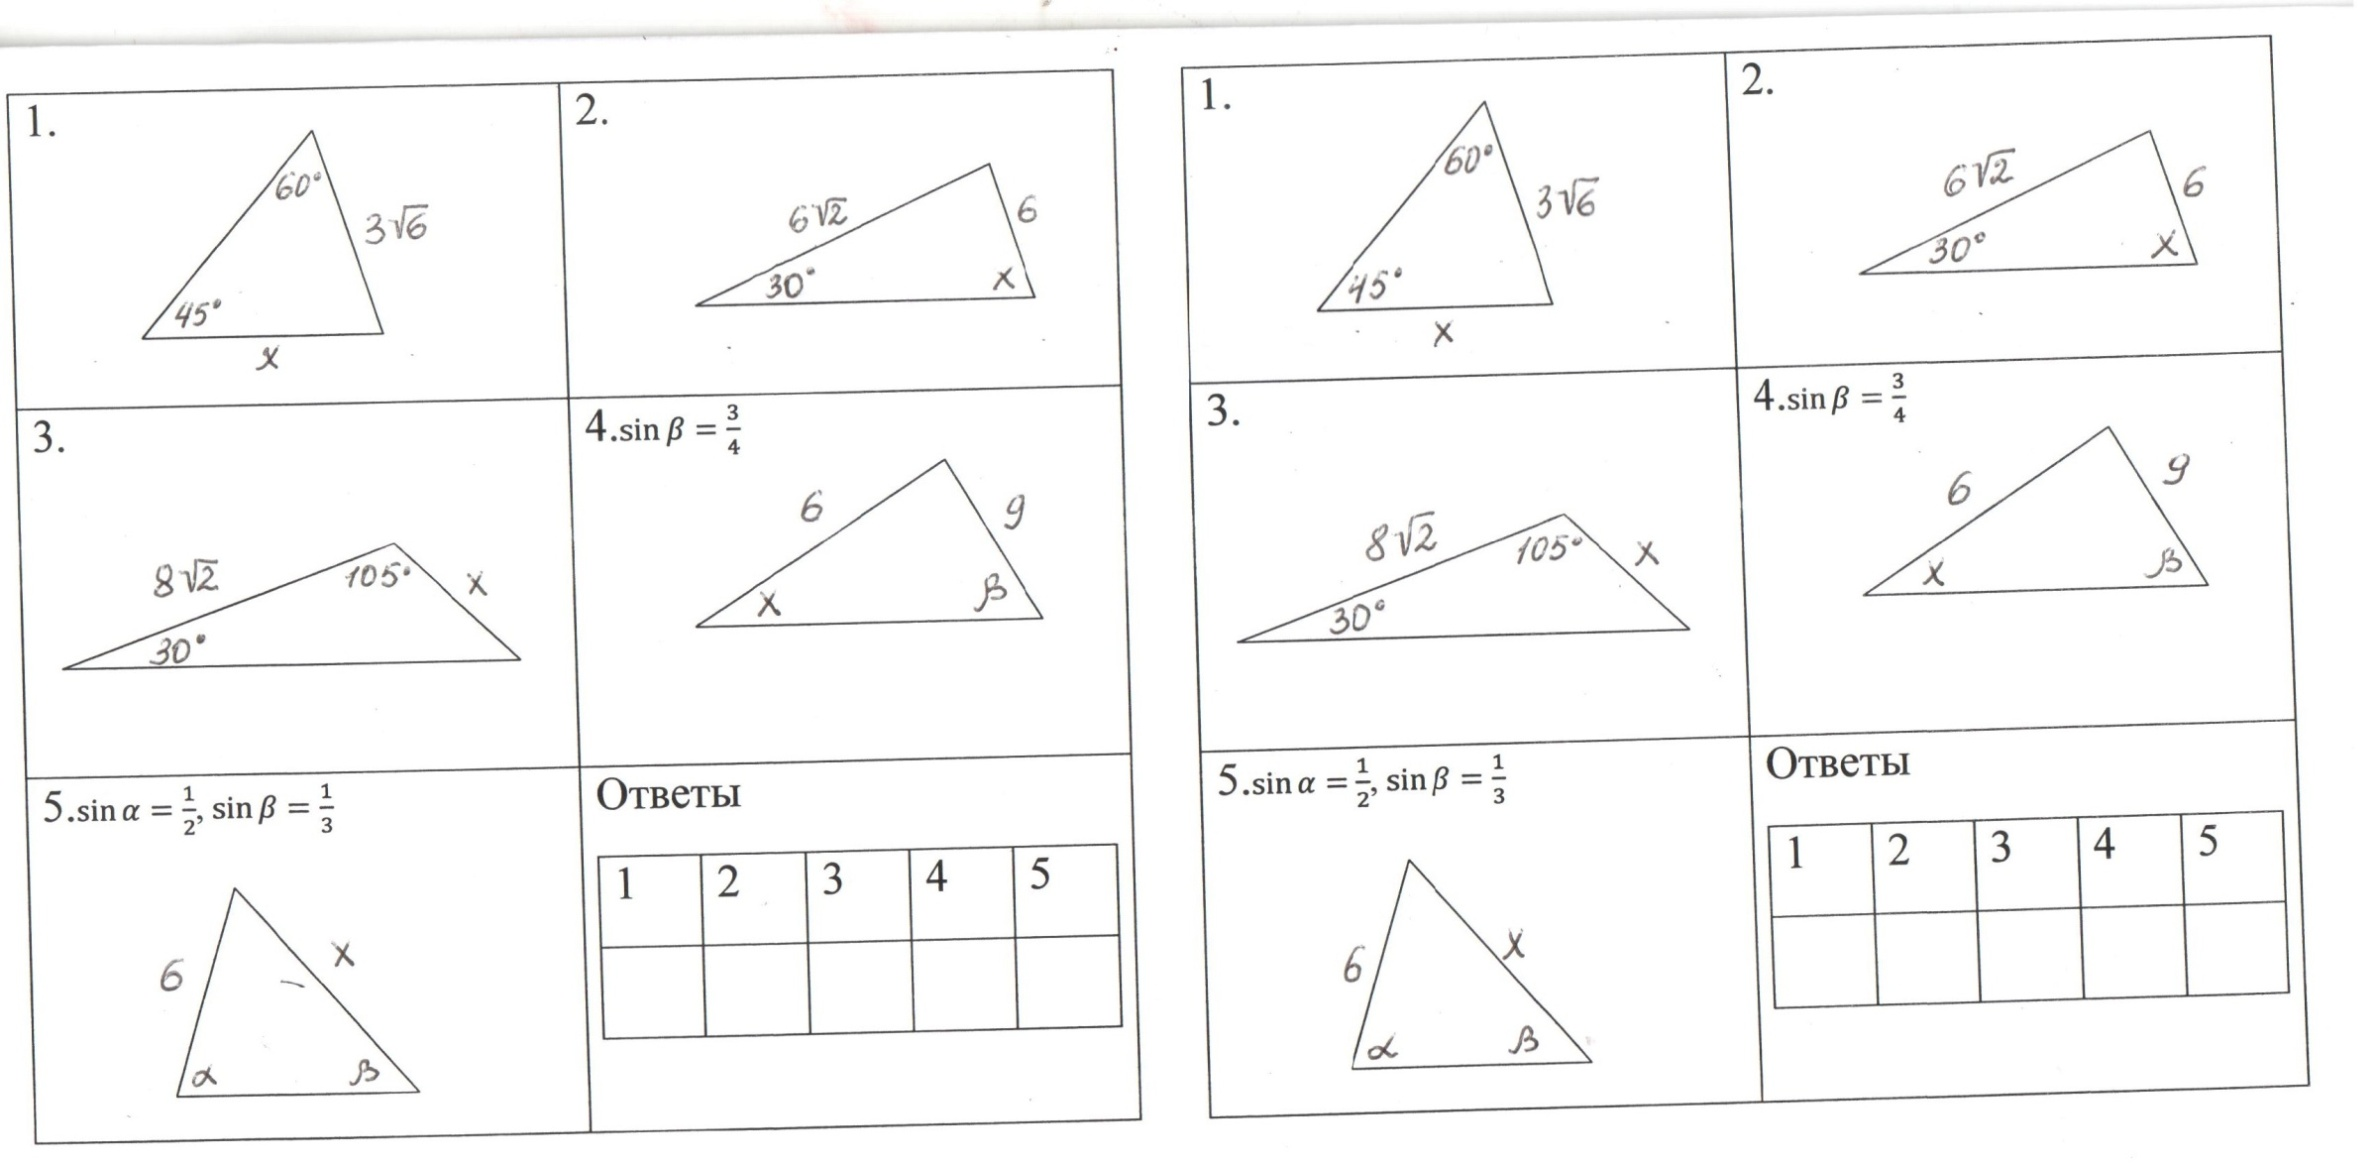 1.
60°
3√6
45°
x
2.
6√2
6
30°
x
3.
8√2
105°
x
30°
4.sin β = 3/4
6
9
x
β
5.sin α = 1/2, sin β = 1/3
6
x
α
β
Ответы
1 2 3 4 5
1.
60°
3√6
45°
x
2.
6√2
6
30°
x
3.
8√2
105°
x
30°
4.sin β = 3/4
6
9
x
β
5.sin α = 1/2, sin β = 1/3
6
x
α
β
Ответы
1 2 3 4 5